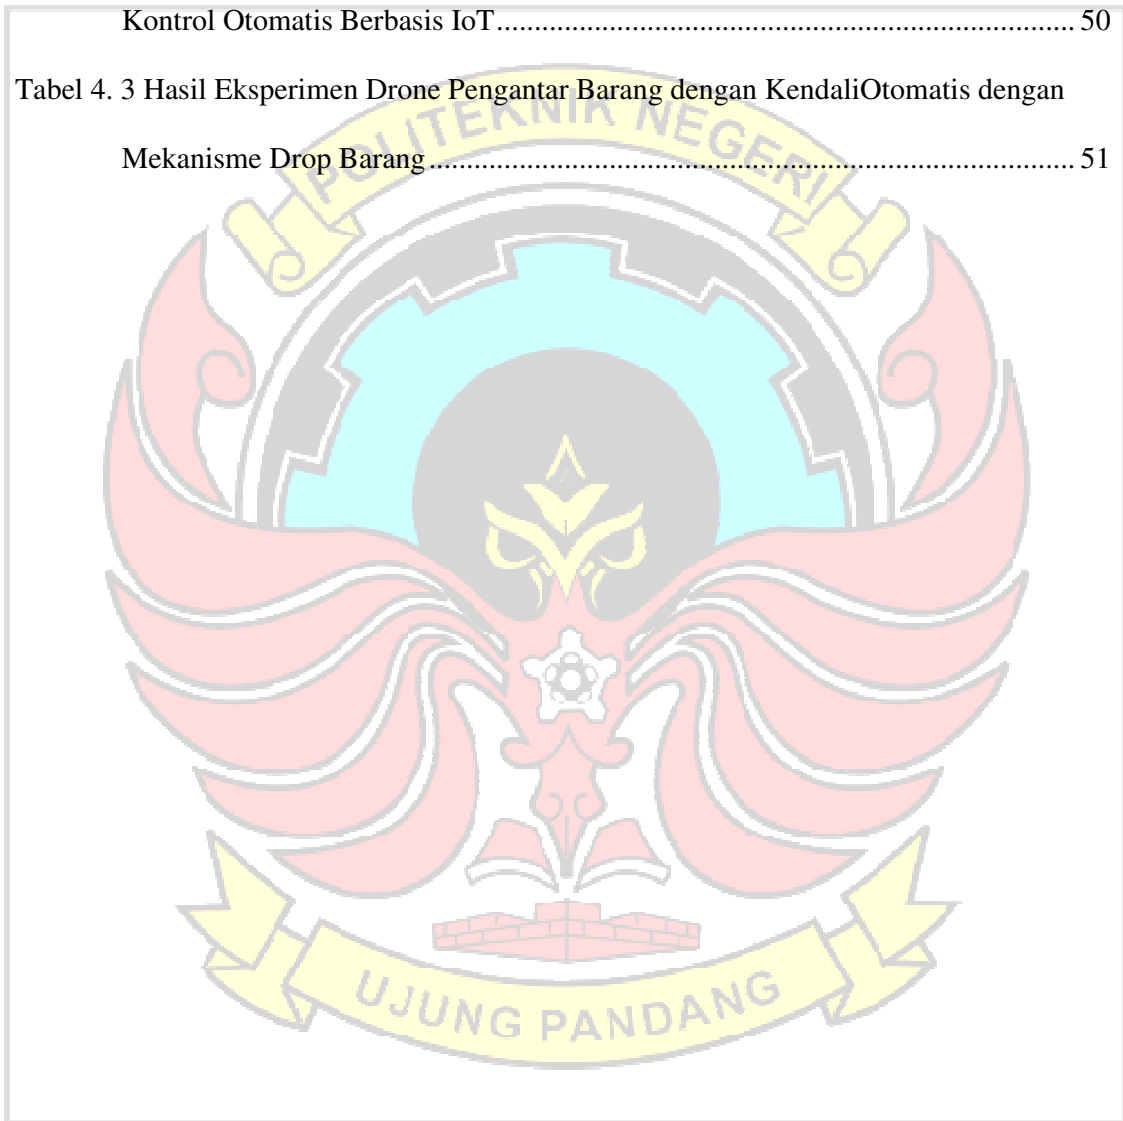 Kontrol Otomatis Berbasis IoT........................................................................................ 50
Tabel 4. 3 Hasil Eksperimen Drone Pengantar Barang dengan KendaliOtomatis dengan
Mekanisme Drop Barang.................................................................................................. 51
POLITEKNIK NEGERI
UJUNG PANDANG